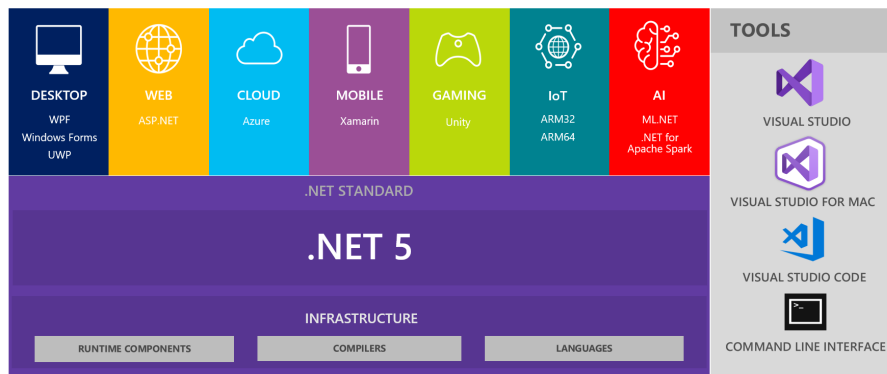 DESKTOP
WPF
Windows Forms
UWP
WEB
ASP.NET
CLOUD
Azure
MOBILE
Xamarin
GAMING
Unity
IoT
ARM32
ARM64
AI
ML.NET
.NET for
Apache Spark
.NET STANDARD
.NET 5
INFRASTRUCTURE
RUNTIME COMPONENTS
COMPILERS
LANGUAGES
TOOLS
VISUAL STUDIO
VISUAL STUDIO FOR MAC
VISUAL STUDIO CODE
>_
COMMAND LINE INTERFACE